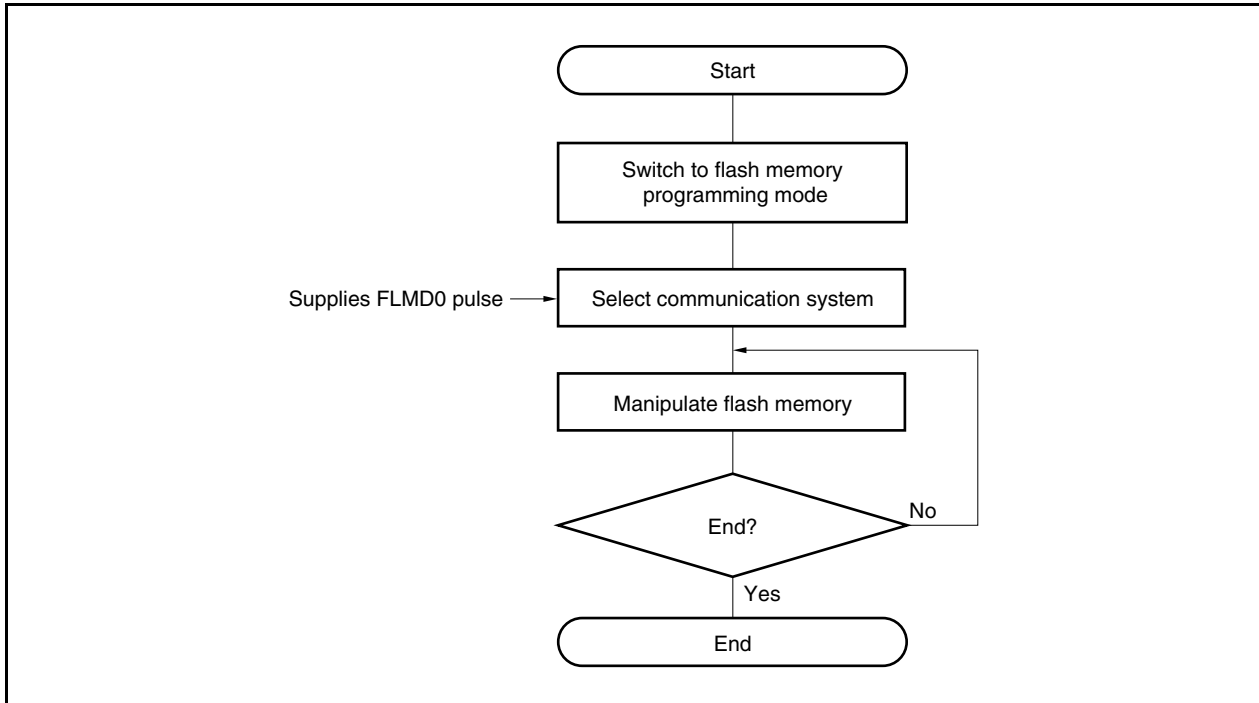 Start
Switch to flash memory
programming mode
Supplies FLMD0 pulse
Select communication system
Manipulate flash memory
End?
No
Yes
End